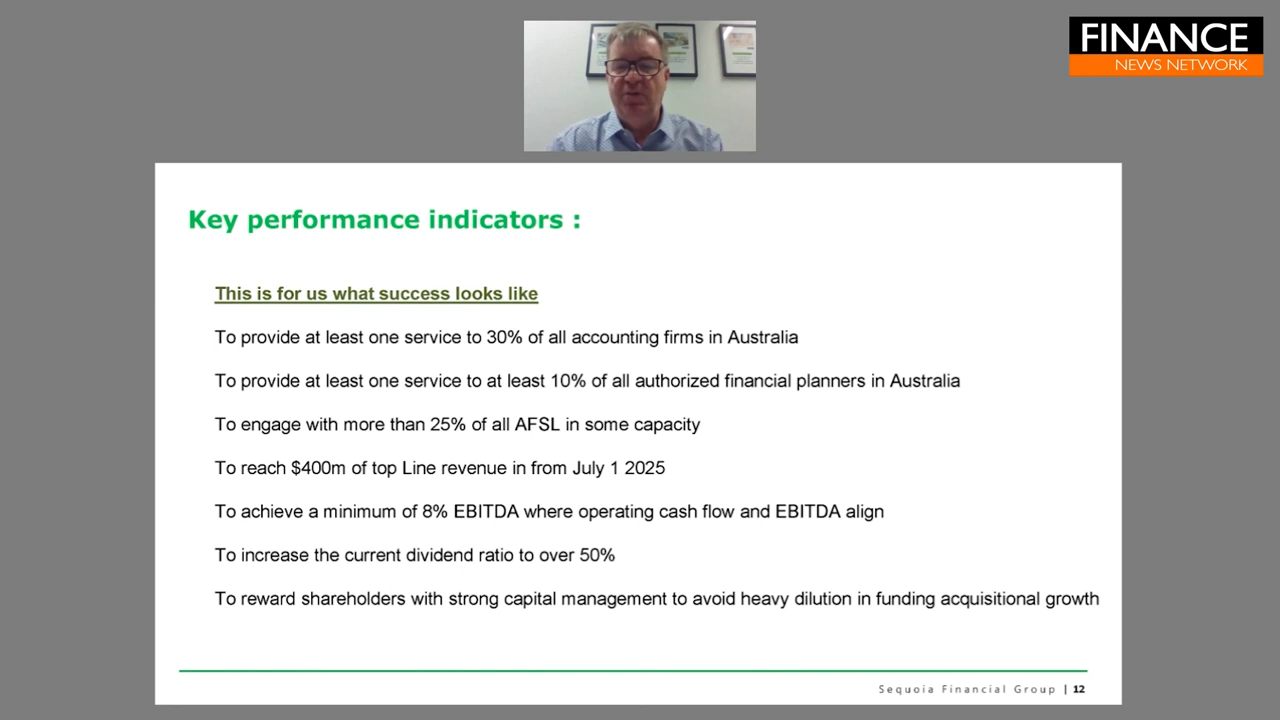 FINANCE
NEWS NETWORK
Key performance indicators :
This is for us what success looks like
To provide at least one service to 30% of all accounting firms in Australia
To provide at least one service to at least 10% of all authorized financial planners in Australia
To engage with more than 25% of all AFSL in some capacity
To reach $400m of top Line revenue in from July 1 2025
To achieve a minimum of 8% EBITDA where operating cash flow and EBITDA align
To increase the current dividend ratio to over 50%
To reward shareholders with strong capital management to avoid heavy dilution in funding acquisitional growth
Sequoia Financial Group | 12